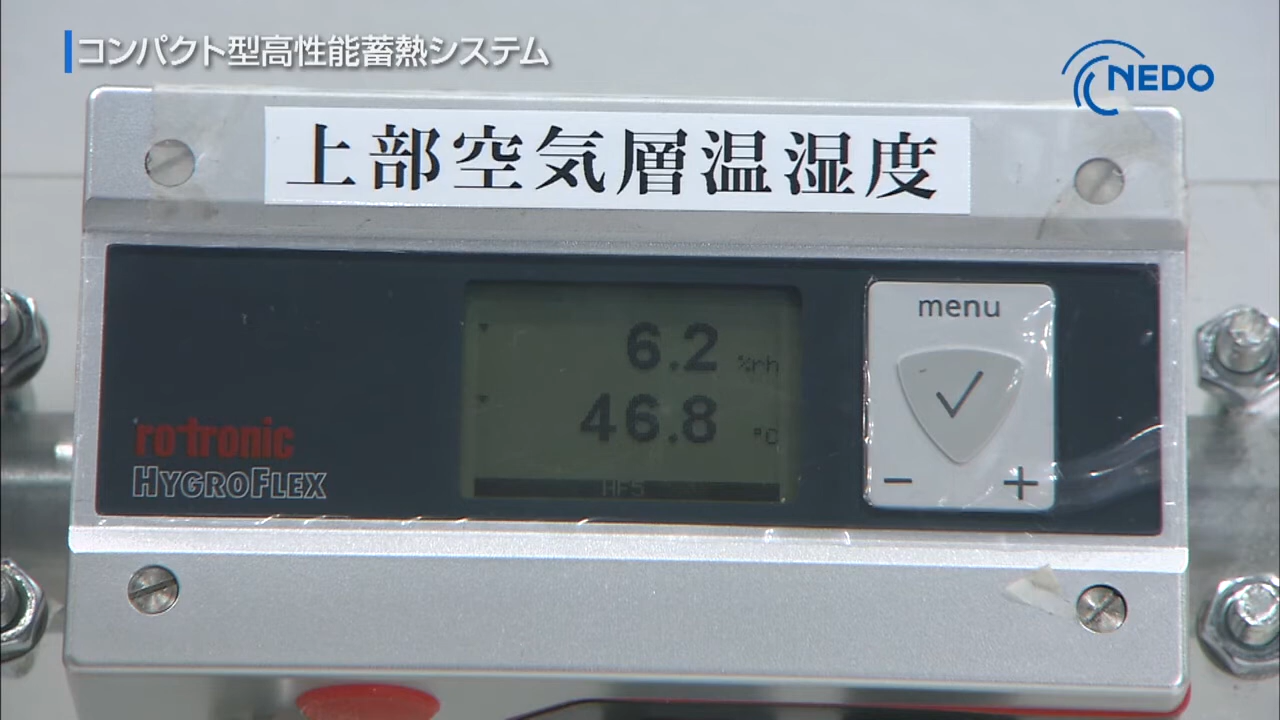 コンパクト型高性能蓄熱システム
NEDO
上部空気層温湿度
menu
6.2 %rh
46.8 °C
rotronic
HYGROFLEX
HF5
- +